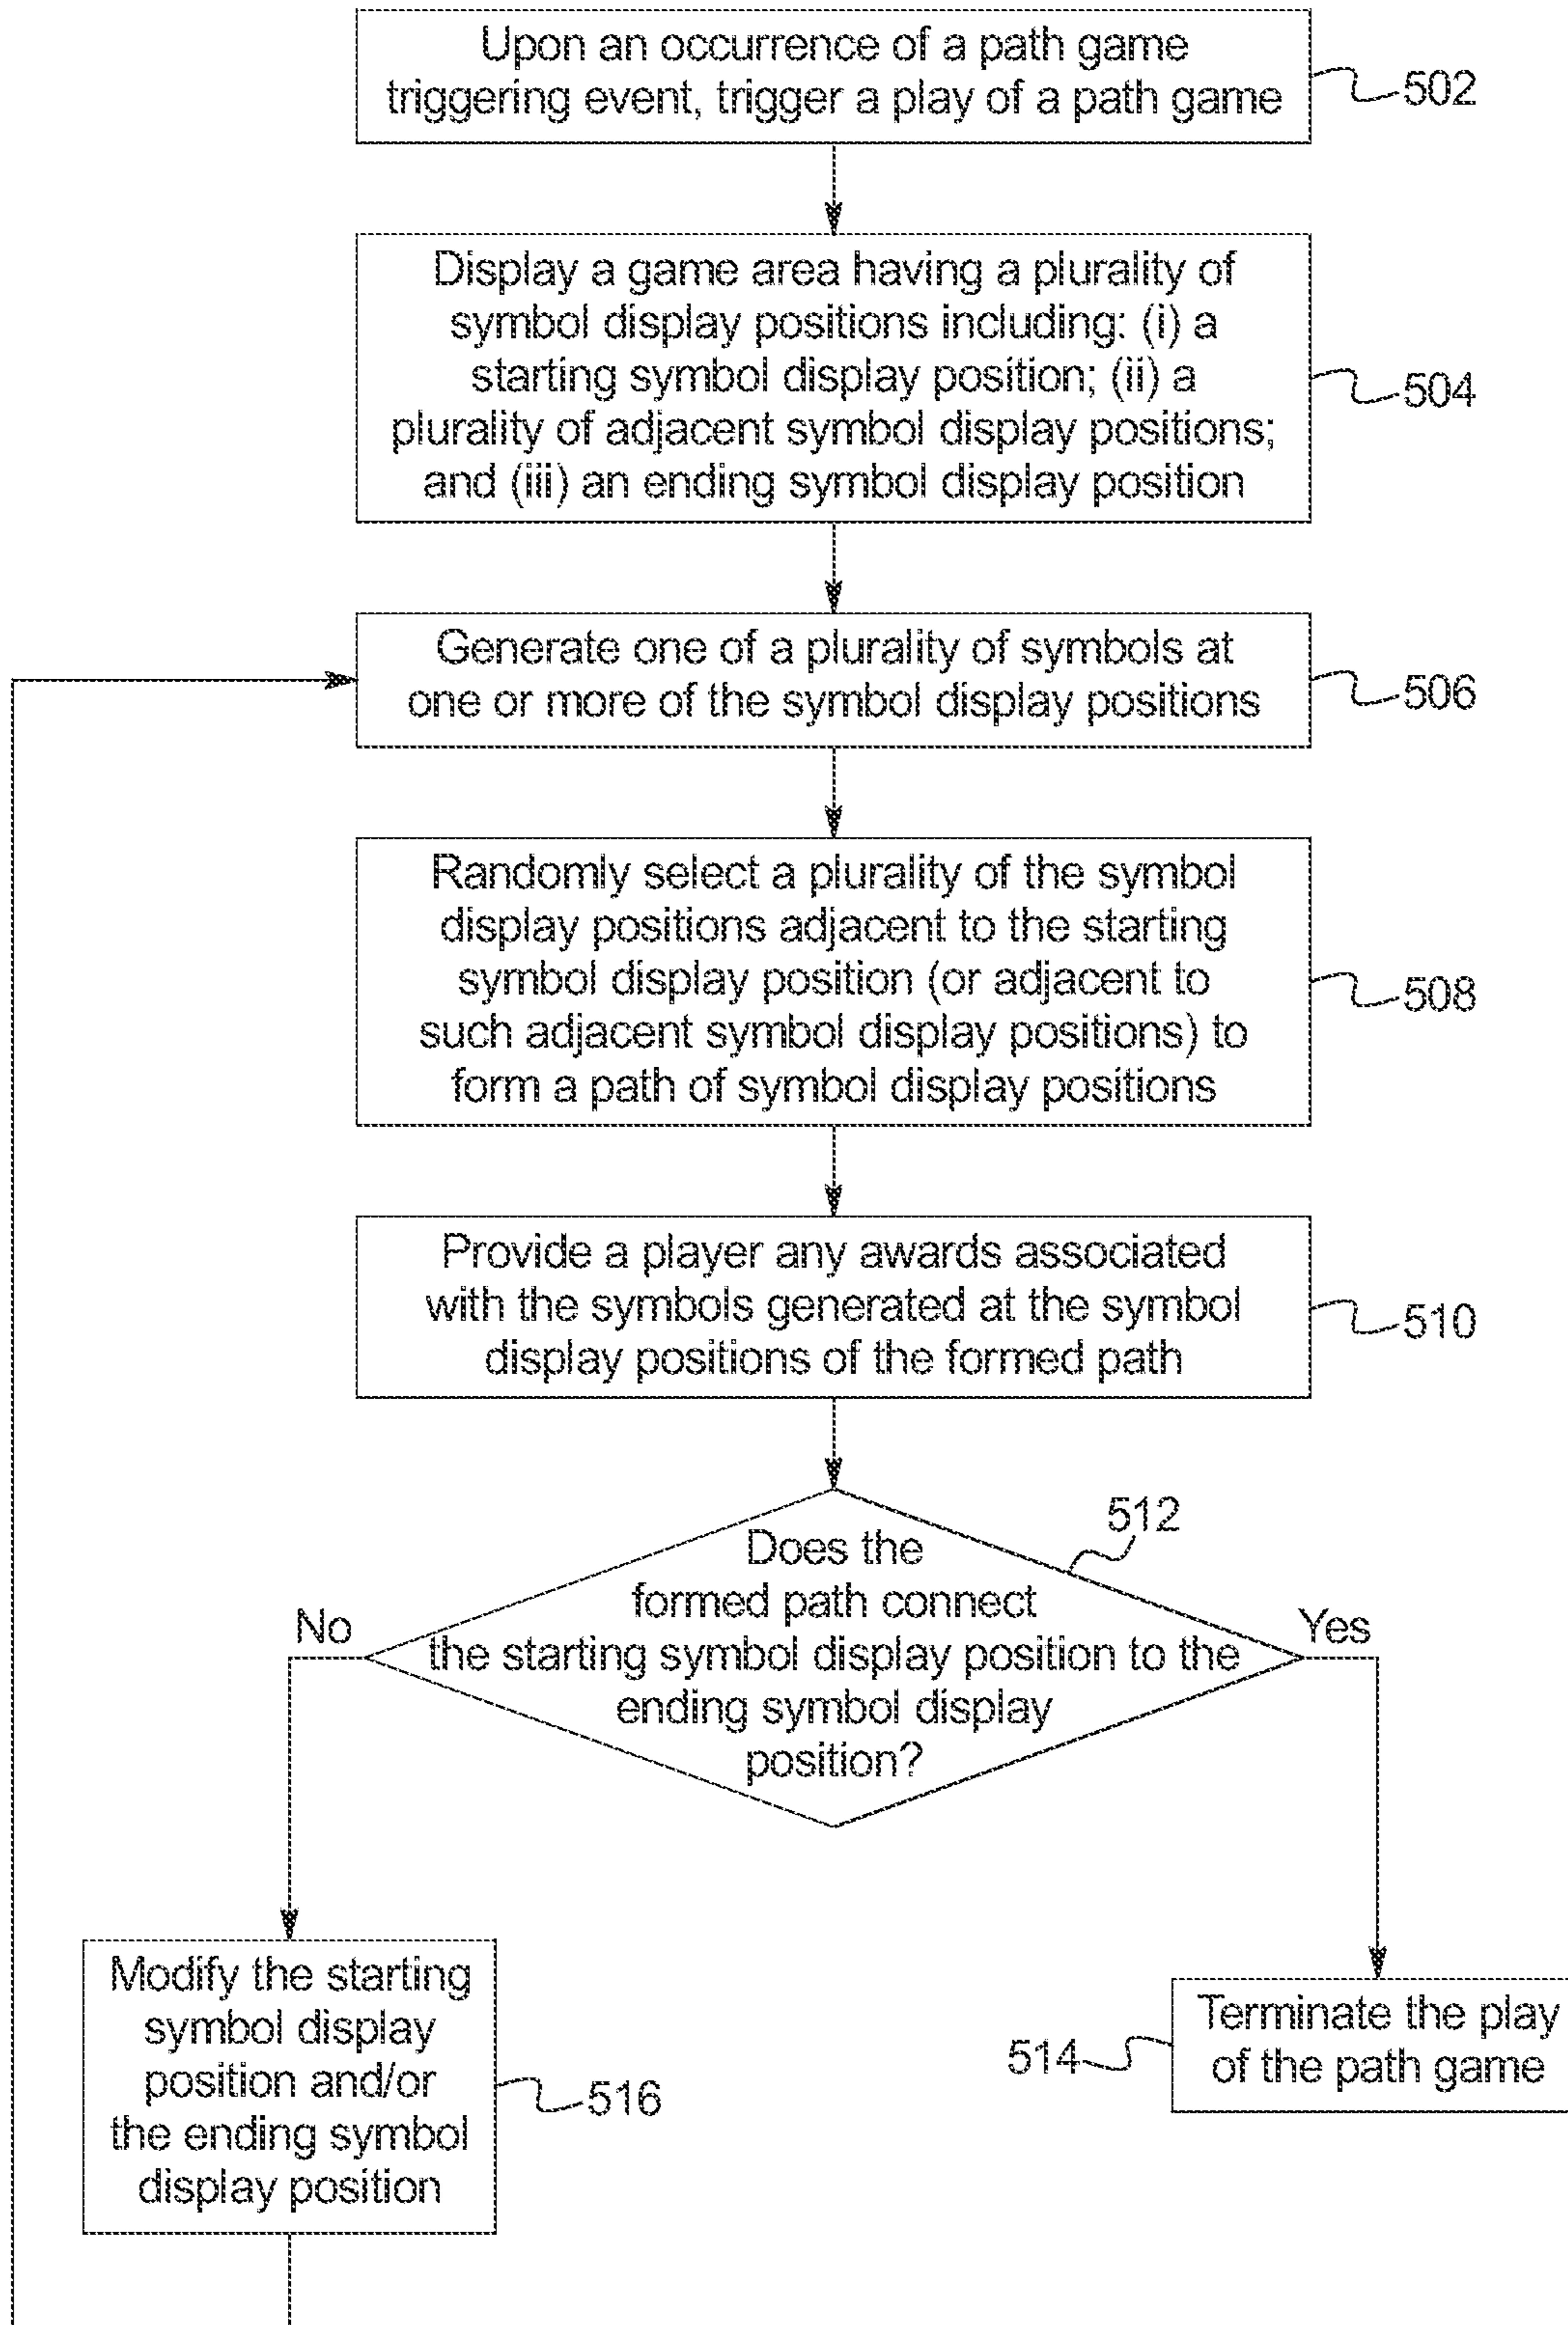 Upon an occurrence of a path game
triggering event, trigger a play of a path game
502
Display a game area having a plurality of
symbol display positions including: (i) a
starting symbol display position; (ii) a
plurality of adjacent symbol display positions;
and (iii) an ending symbol display position
504
Generate one of a plurality of symbols at
one or more of the symbol display positions
506
Randomly select a plurality of the symbol
display positions adjacent to the starting
symbol display position (or adjacent to
such adjacent symbol display positions) to
form a path of symbol display positions
508
Provide a player any awards associated
with the symbols generated at the symbol
display positions of the formed path
510
512
Does the
formed path connect
the starting symbol display position to the
ending symbol display
position?
No
Yes
Modify the starting
symbol display
position and/or
the ending symbol
display position
516
Terminate the play
of the path game
514